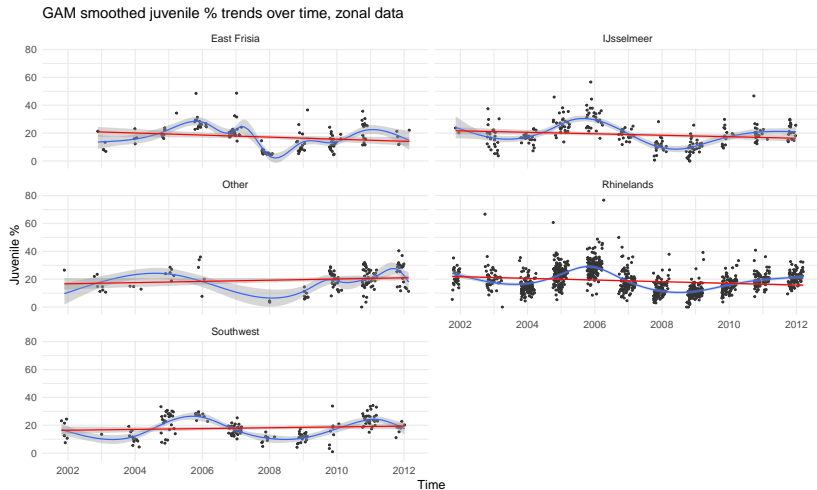 GAM smoothed juvenile % trends over time, zonal data
East Frisia
IJsselmeer
80
60
40
20
0
Other
Rhinelands
80
60
40
20
0
2002 2004 2006 2008 2010 2012
Southwest
80
60
40
20
0
2002 2004 2006 2008 2010 2012
Juvenile %
Time